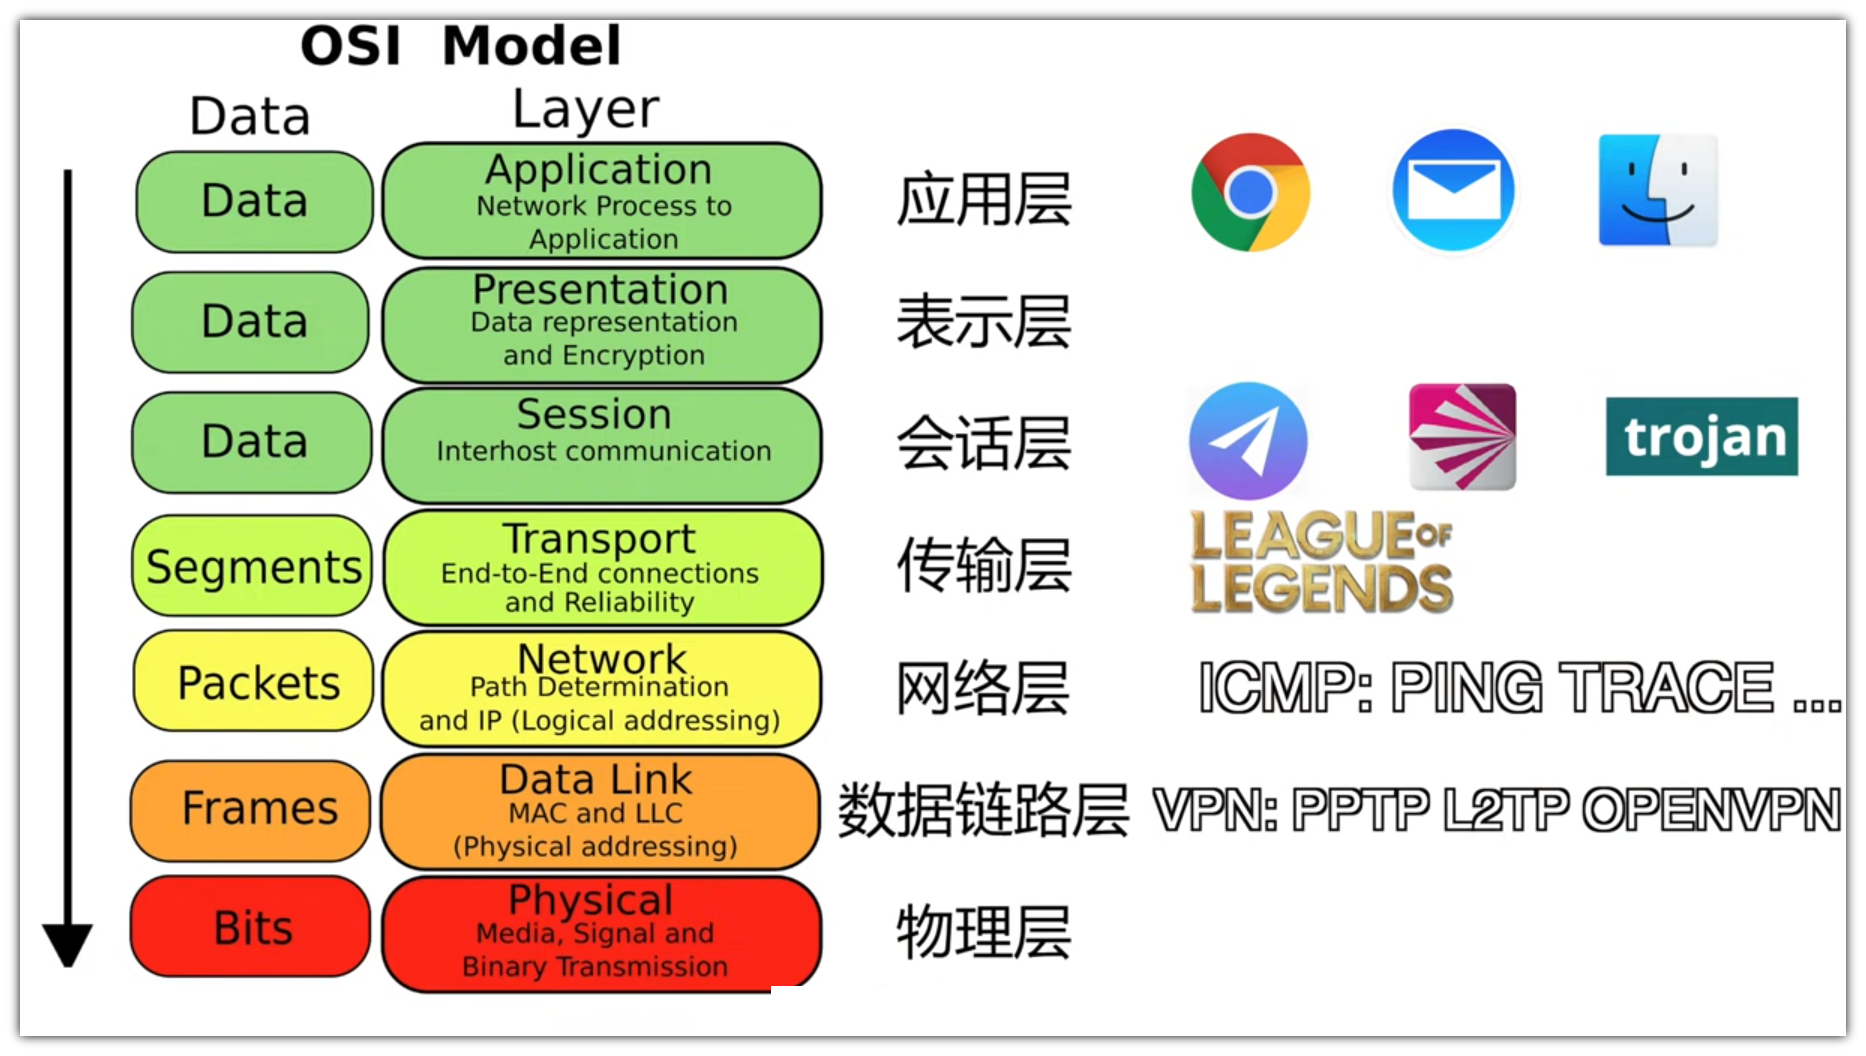 OSI Model
Data
Layer
Data
Application
Network Process to
Application
应用层
Data
Presentation
Data representation
and Encryption
表示层
Data
Session
Interhost communication
会话层
trojan
Segments
Transport
End-to-End connections
and Reliability
传输层
LEAGUE OF
LEGENDS
Packets
Network
Path Determination
and IP (Logical addressing)
网络层
ICMP: PING TRACE ...
Frames
Data Link
MAC and LLC
(Physical addressing)
数据链路层
VPN: PPTP L2TP OPENVPN
Bits
Physical
Media, Signal and
Binary Transmission
物理层